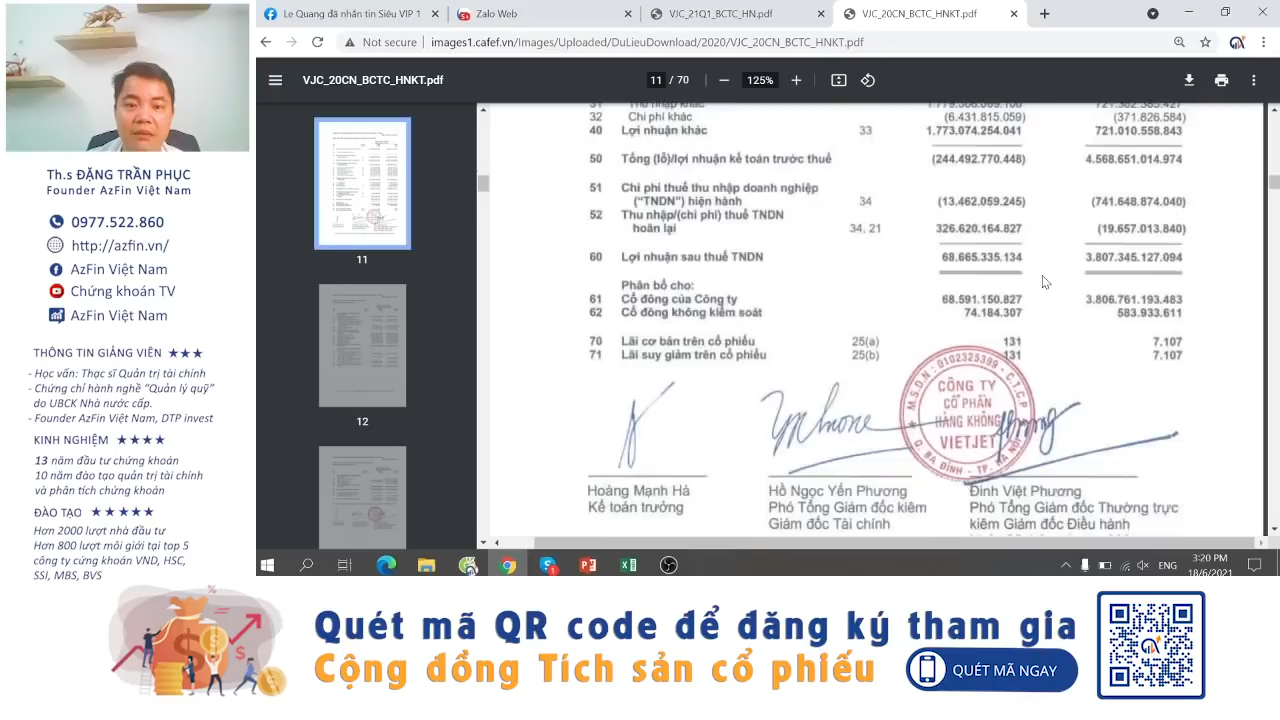 Le Quang đã nhắn tin Siêu VIP 1
Zalo Web
VJC_21Q1_BCTC_HN.pdf
VJC_20CN_BCTC_HNKT.pdf
Not secure
images1.cafef.vn/Images/Uploaded/DuLieuDownload/2020/VJC_20CN_BCTC_HNKT.pdf
VJC_20CN_BCTC_HNKT.pdf
11 / 70
125%
Th.s ĐẶNG TRẦN PHỤC
Founder AzFin Việt Nam
0977.522.860
http://azfin.vn/
AzFin Việt Nam
Chứng khoán TV
AzFin Việt Nam
THÔNG TIN GIẢNG VIÊN ★★★
- Học vấn: Thạc sĩ Quản trị tài chính
- Chứng chỉ hành nghề “Quản lý quỹ”
do UBCK Nhà nước cấp.
- Founder AzFin Việt Nam, DTP invest
KINH NGHIỆM ★★★★
13 năm đầu tư chứng khoán
10 năm đào tạo quản trị tài chính
và phân tích chứng khoán
ĐÀO TẠO ★★★★★
Hơn 2000 lượt nhà đầu tư
Hơn 800 lượt môi giới tại top 5
công ty cứng khoán VND, HSC,
SSI, MBS, BVS
11
12
31 Thu nhập khác
32 Chi phí khác (6.431.815.059) (371.826.584)
40 Lợi nhuận khác 33 1.773.074.254.041 721.010.558.843
50 Tổng (lỗ)/lợi nhuận kế toán trước thuế (244.492.770.448) 4.568.651.014.974
51 Chi phí thuế thu nhập doanh nghiệp
(“TNDN”) hiện hành 34 (13.462.059.245) (741.648.874.040)
52 Thu nhập/(chi phí) thuế TNDN
hoãn lại 34, 21 326.620.164.827 (19.657.013.840)
60 Lợi nhuận sau thuế TNDN 68.665.335.134 3.807.345.127.094
Phân bổ cho:
61 Cổ đông của Công ty 68.591.150.827 3.806.761.193.483
62 Cổ đông không kiểm soát 74.184.307 583.933.611
70 Lãi cơ bản trên cổ phiếu 25(a) 131 7.107
71 Lãi suy giảm trên cổ phiếu 25(b) 131 7.107
M.S.D.N: 0102325399 - C.T.C.P
CÔNG TY
CỔ PHẦN
HÀNG KHÔNG
VIETJET
Q. BA ĐÌNH - TP. HÀ NỘI
Hoàng Mạnh Hà
Kế toán trưởng
Hồ Ngọc Yến Phương
Phó Tổng Giám đốc kiêm
Giám đốc Tài chính
Đinh Việt Phương
Phó Tổng Giám đốc Thường trực
kiêm Giám đốc Điều hành
ENG
3:20 PM
18/6/2021
Quét mã QR code để đăng ký tham gia
Cộng đồng Tích sản cổ phiếu
QUÉT MÃ NGAY